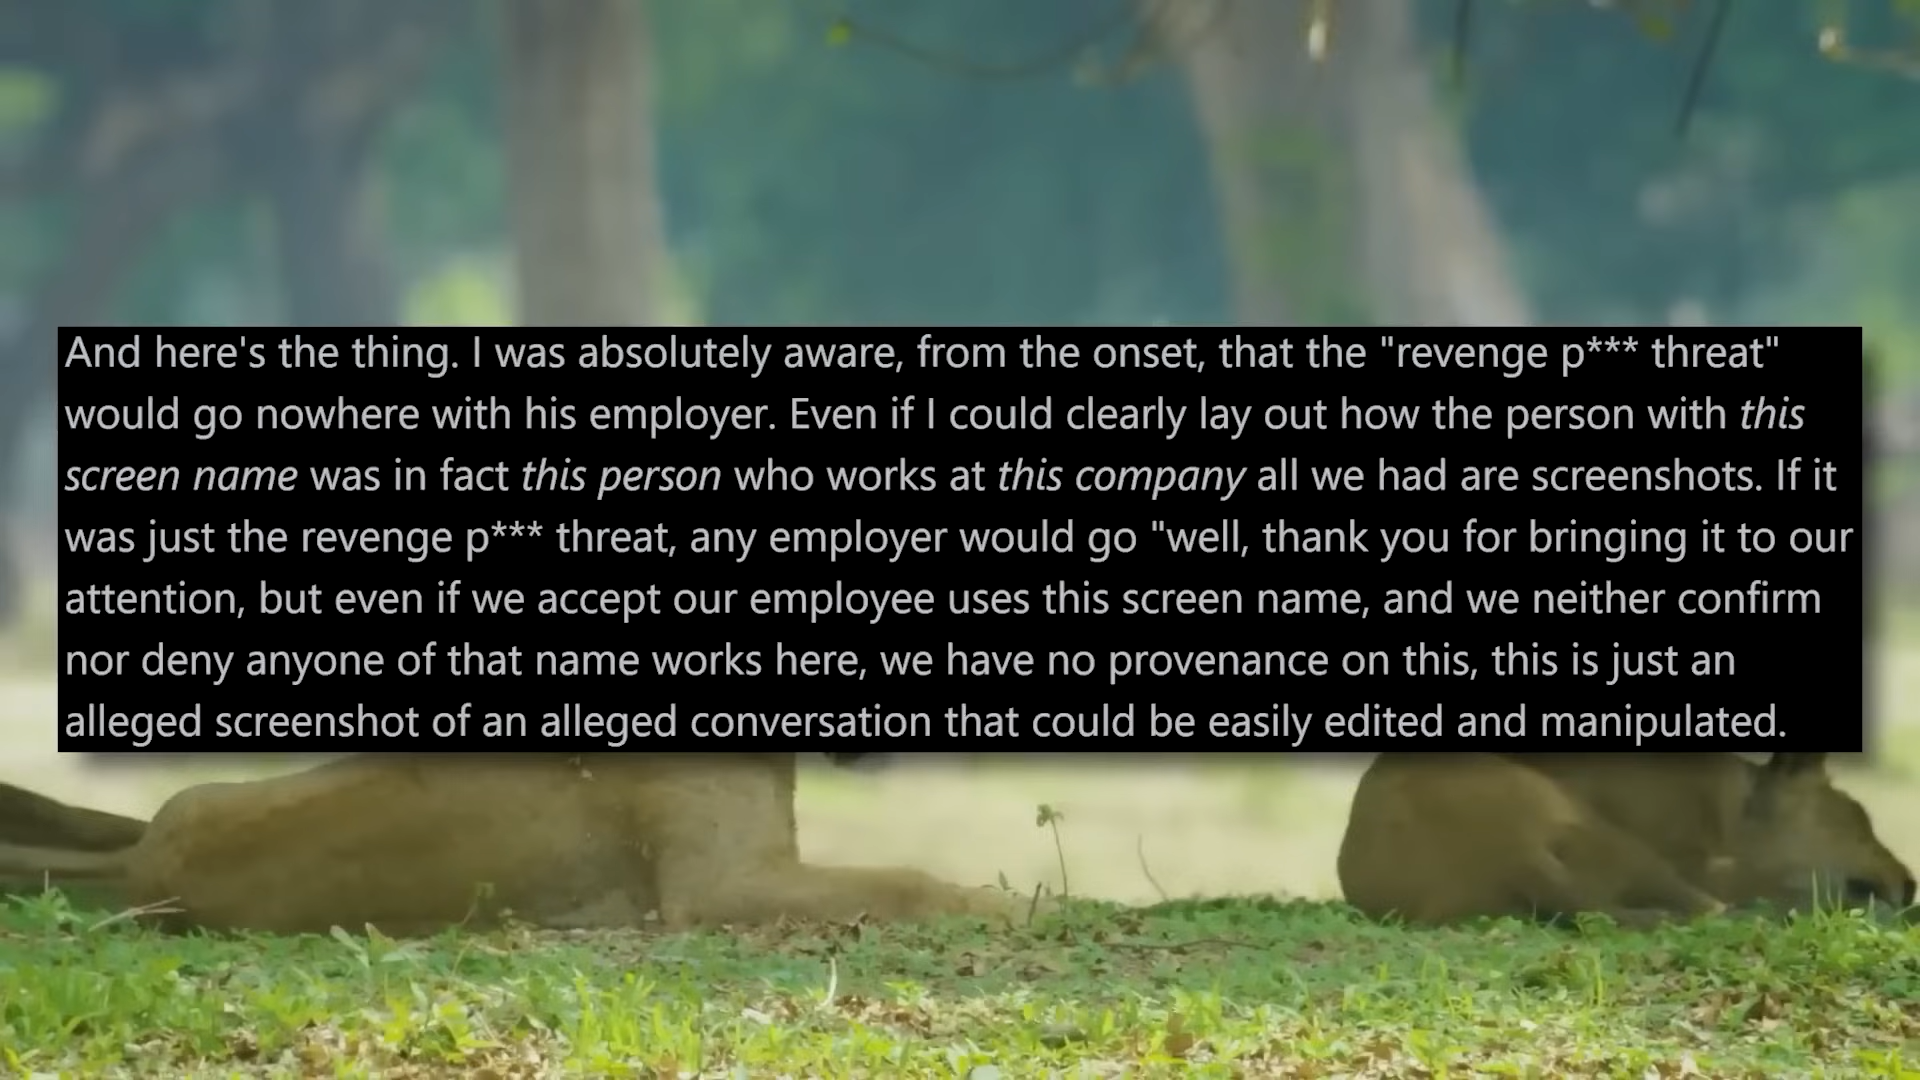 And here's the thing. I was absolutely aware, from the onset, that the "revenge p*** threat"
would go nowhere with his employer. Even if I could clearly lay out how the person with this
screen name was in fact this person who works at this company all we had are screenshots. If it
was just the revenge p*** threat, any employer would go "well, thank you for bringing it to our
attention, but even if we accept our employee uses this screen name, and we neither confirm
nor deny anyone of that name works here, we have no provenance on this, this is just an
alleged screenshot of an alleged conversation that could be easily edited and manipulated.